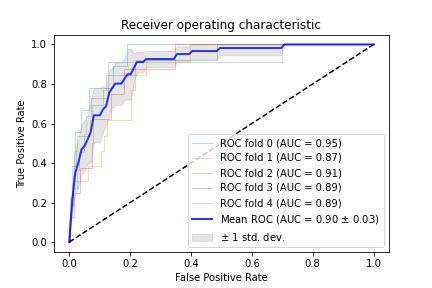 Receiver operating characteristic
1.0
0.8
0.6
0.4
0.2
0.0
True Positive Rate
ROC fold 0 (AUC = 0.95)
ROC fold 1 (AUC = 0.87)
ROC fold 2 (AUC = 0.91)
ROC fold 3 (AUC = 0.89)
ROC fold 4 (AUC = 0.89)
Mean ROC (AUC = 0.90 ± 0.03)
± 1 std. dev.
0.0 0.2 0.4 0.6 0.8 1.0
False Positive Rate